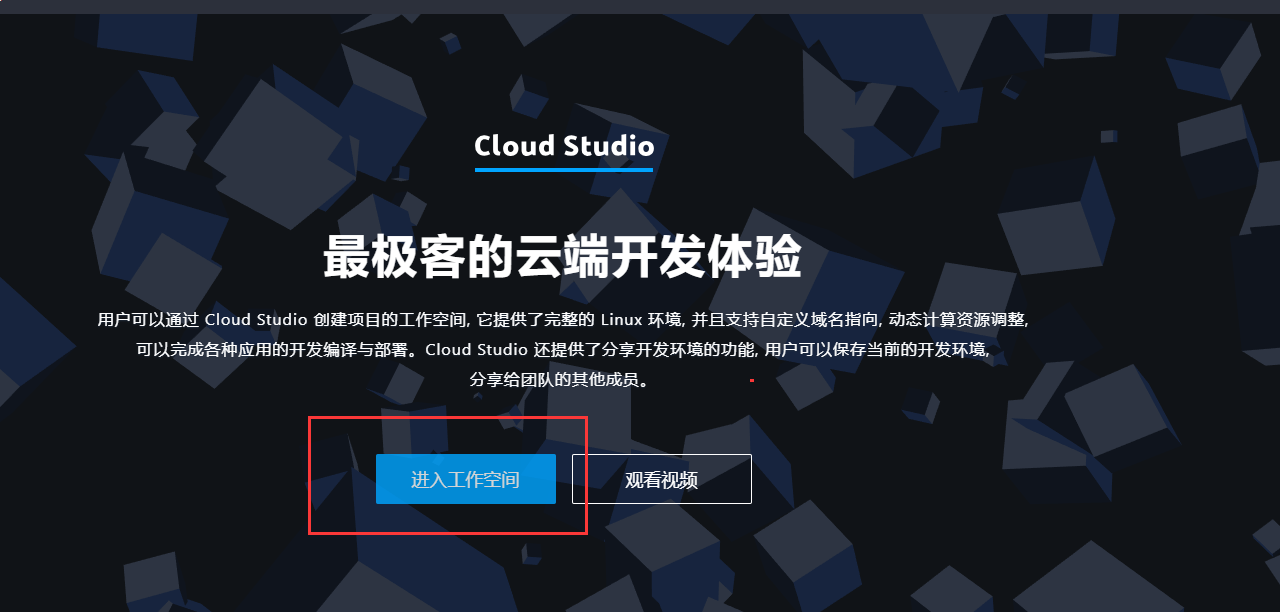 Cloud Studio
最极客的云端开发体验
用户可以通过 Cloud Studio 创建项目的工作空间, 它提供了完整的 Linux 环境, 并且支持自定义域名指向, 动态计算资源调整,
可以完成各种应用的开发编译与部署。Cloud Studio 还提供了分享开发环境的功能, 用户可以保存当前的开发环境,
分享给团队的其他成员。
进入工作空间
观看视频